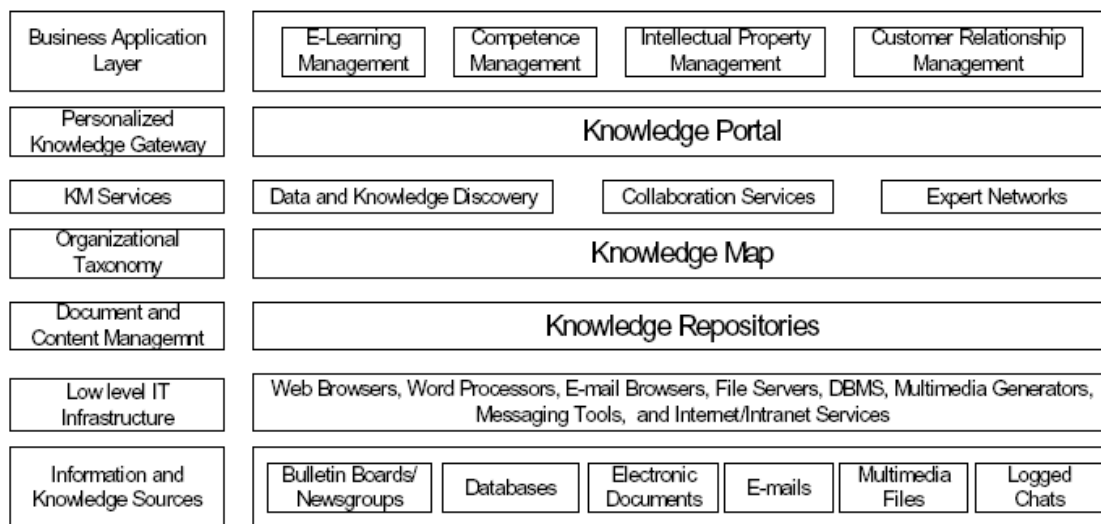 Business Application
Layer
E-Learning
Management
Competence
Management
Intellectual Property
Management
Customer Relationship
Management
Personalized
Knowledge Gateway
Knowledge Portal
KM Services
Data and Knowledge Discovery
Collaboration Services
Expert Networks
Organizational
Taxonomy
Knowledge Map
Document and
Content Managemnt
Knowledge Repositories
Low level IT
Infrastructure
Web Browsers, Word Processors, E-mail Browsers, File Servers, DBMS, Multimedia Generators,
Messaging Tools, and Internet/Intranet Services
Information and
Knowledge Sources
Bulletin Boards/
Newsgroups
Databases
Electronic
Documents
E-mails
Multimedia
Files
Logged
Chats